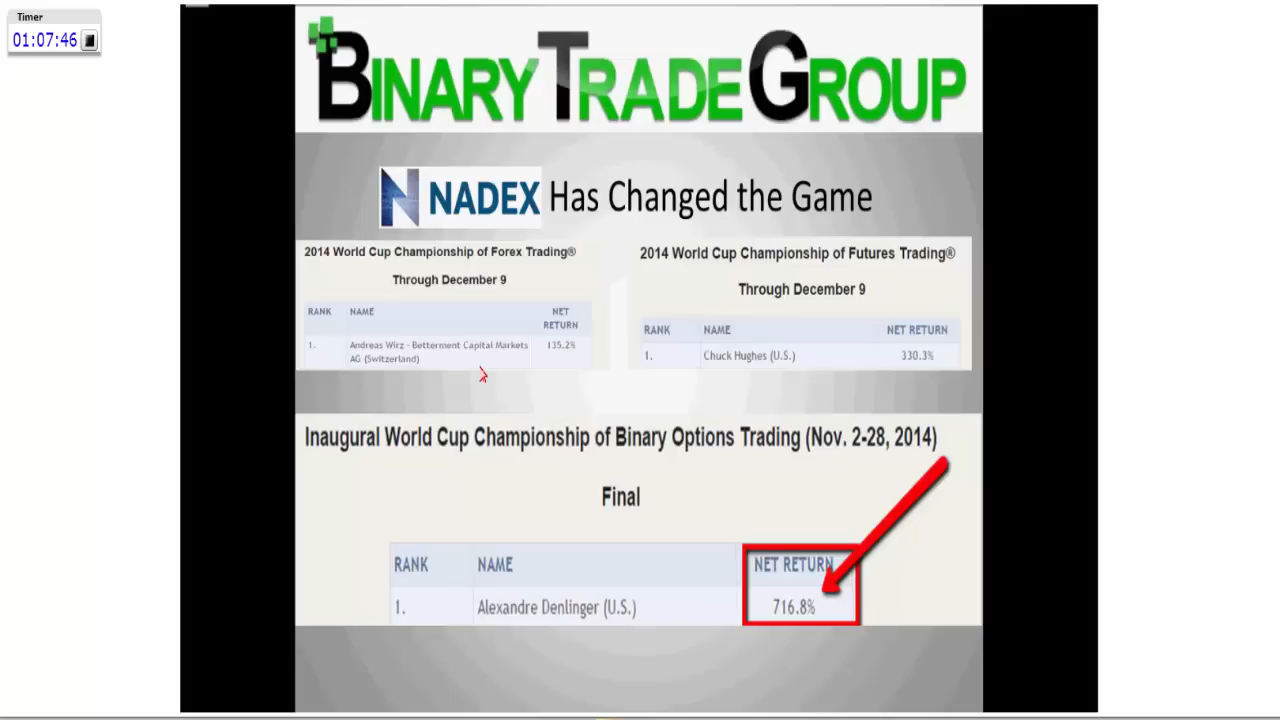 Timer
01:07:46
BINARY TRADE GROUP
NADEX Has Changed the Game
2014 World Cup Championship of Forex Trading®
Through December 9
RANK NAME NET RETURN
1. Andreas Wirz - Betterment Capital Markets AG (Switzerland) 135.2%
2014 World Cup Championship of Futures Trading®
Through December 9
RANK NAME NET RETURN
1. Chuck Hughes (U.S.) 330.3%
Inaugural World Cup Championship of Binary Options Trading (Nov. 2-28, 2014)
Final
RANK NAME NET RETURN
1. Alexandre Denlinger (U.S.) 716.8%